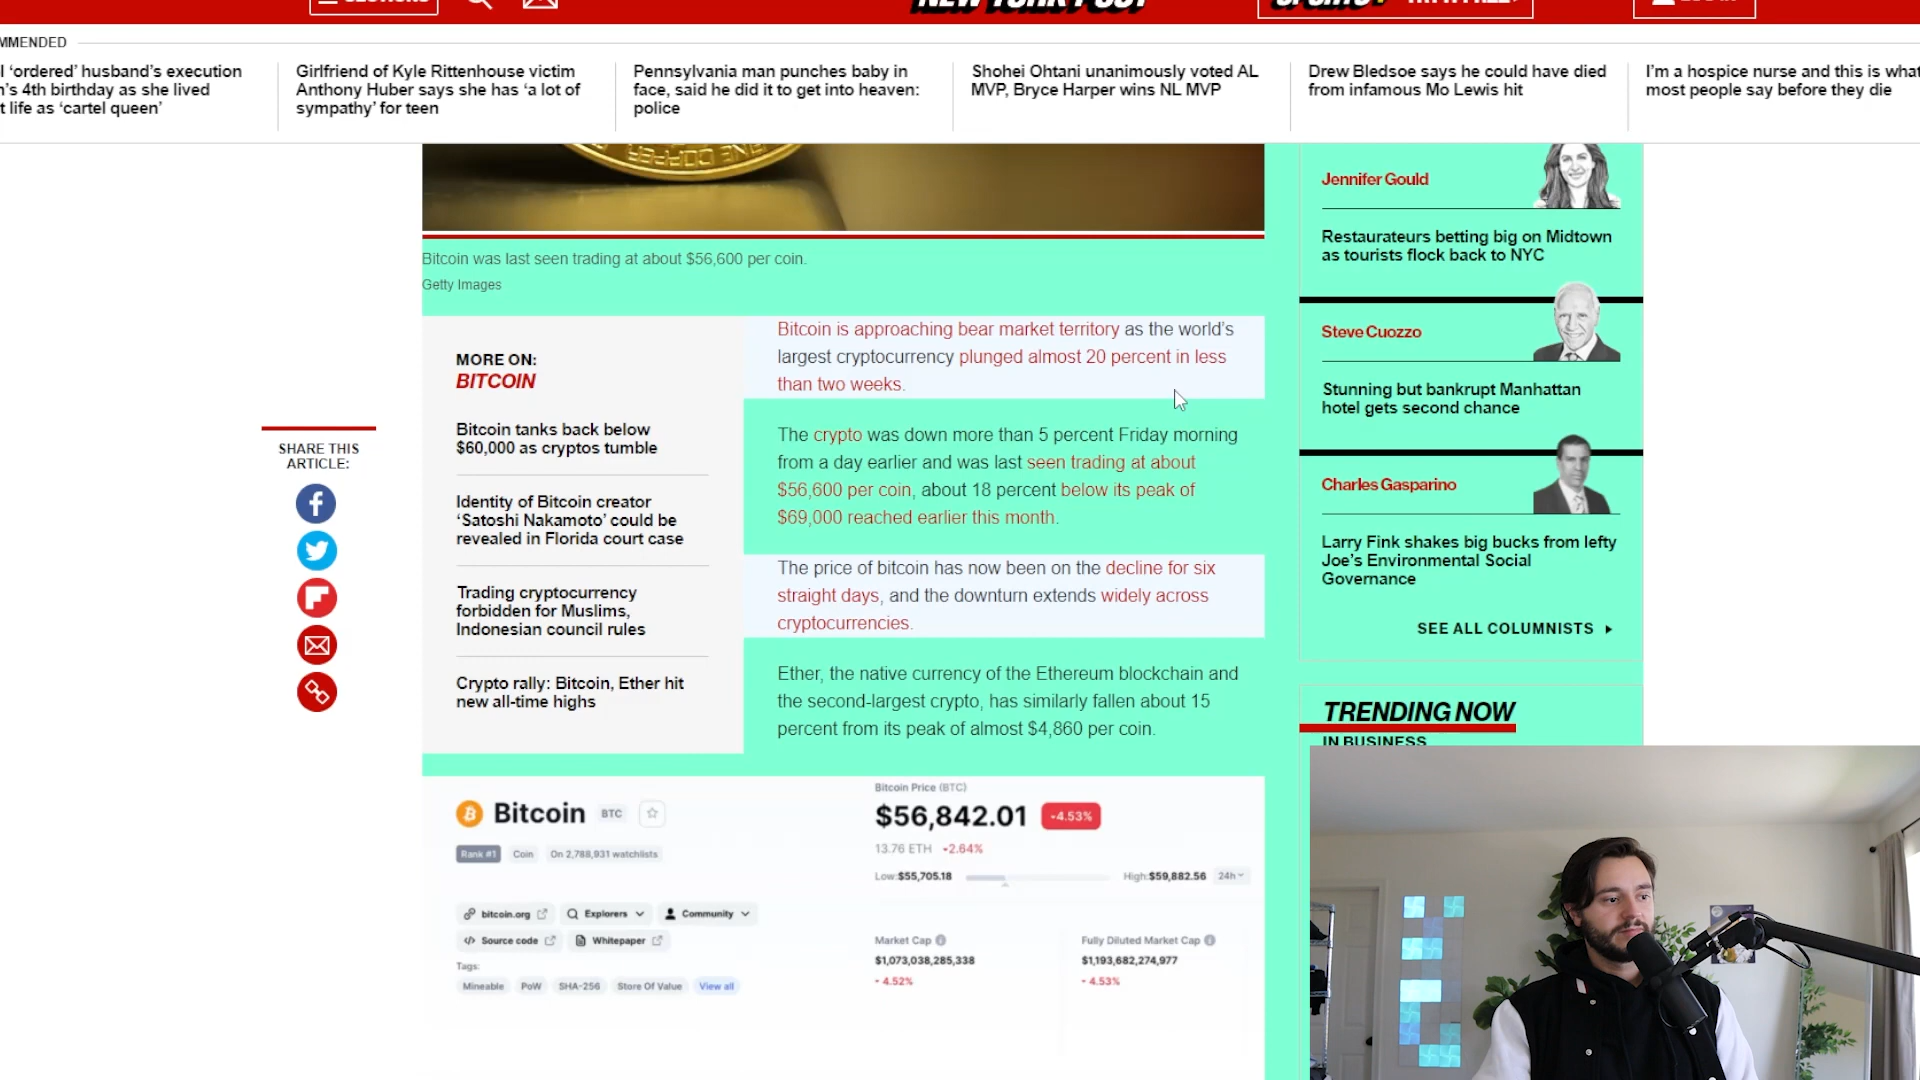 SECTIONS
NEW YORK POST
SPORTS+ TRY IT FREE
LOG IN
MMENDED
l ‘ordered’ husband’s execution
n’s 4th birthday as she lived
t life as ‘cartel queen’
Girlfriend of Kyle Rittenhouse victim
Anthony Huber says she has ‘a lot of
sympathy’ for teen
Pennsylvania man punches baby in
face, said he did it to get into heaven:
police
Shohei Ohtani unanimously voted AL
MVP, Bryce Harper wins NL MVP
Drew Bledsoe says he could have died
from infamous Mo Lewis hit
I’m a hospice nurse and this is what
most people say before they die
Bitcoin was last seen trading at about $56,600 per coin.
Getty Images
SHARE THIS
ARTICLE:
MORE ON:
BITCOIN
Bitcoin tanks back below
$60,000 as cryptos tumble
Identity of Bitcoin creator
‘Satoshi Nakamoto’ could be
revealed in Florida court case
Trading cryptocurrency
forbidden for Muslims,
Indonesian council rules
Crypto rally: Bitcoin, Ether hit
new all-time highs
Bitcoin is approaching bear market territory as the world’s
largest cryptocurrency plunged almost 20 percent in less
than two weeks.
The crypto was down more than 5 percent Friday morning
from a day earlier and was last seen trading at about
$56,600 per coin, about 18 percent below its peak of
$69,000 reached earlier this month.
The price of bitcoin has now been on the decline for six
straight days, and the downturn extends widely across
cryptocurrencies.
Ether, the native currency of the Ethereum blockchain and
the second-largest crypto, has similarly fallen about 15
percent from its peak of almost $4,860 per coin.
Bitcoin BTC
Rank #1 Coin On 2,788,931 watchlists
bitcoin.org Explorers Community
Source code Whitepaper
Tags:
Mineable PoW SHA-256 Store Of Value View all
Bitcoin Price (BTC)
$56,842.01 4.53%
13.76 ETH 2.64%
Low:$55,705.18 High:$59,882.56 24h
Market Cap
$1,073,038,285,338
4.52%
Fully Diluted Market Cap
$1,193,682,274,977
4.53%
Jennifer Gould
Restaurateurs betting big on Midtown
as tourists flock back to NYC
Steve Cuozzo
Stunning but bankrupt Manhattan
hotel gets second chance
Charles Gasparino
Larry Fink shakes big bucks from lefty
Joe’s Environmental Social
Governance
SEE ALL COLUMNISTS
TRENDING NOW
IN BUSINESS